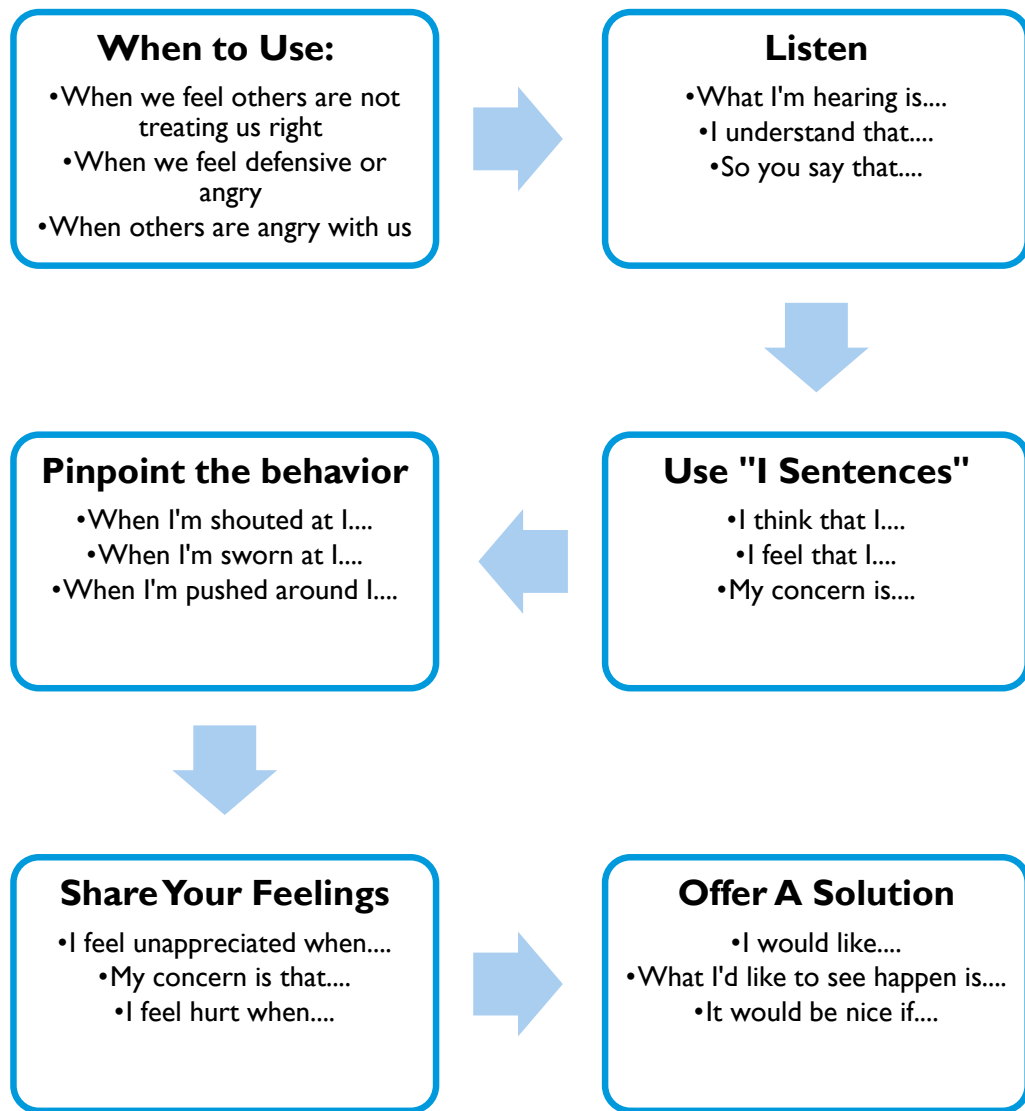 When to Use:
•When we feel others are not
treating us right
•When we feel defensive or
angry
•When others are angry with us
Listen
•What I'm hearing is....
•I understand that....
•So you say that....
Use "I Sentences"
•I think that I....
•I feel that I....
•My concern is....
Pinpoint the behavior
•When I'm shouted at I....
•When I'm sworn at I....
•When I'm pushed around I....
Share Your Feelings
•I feel unappreciated when....
•My concern is that....
•I feel hurt when....
Offer A Solution
•I would like....
•What I'd like to see happen is....
•It would be nice if....